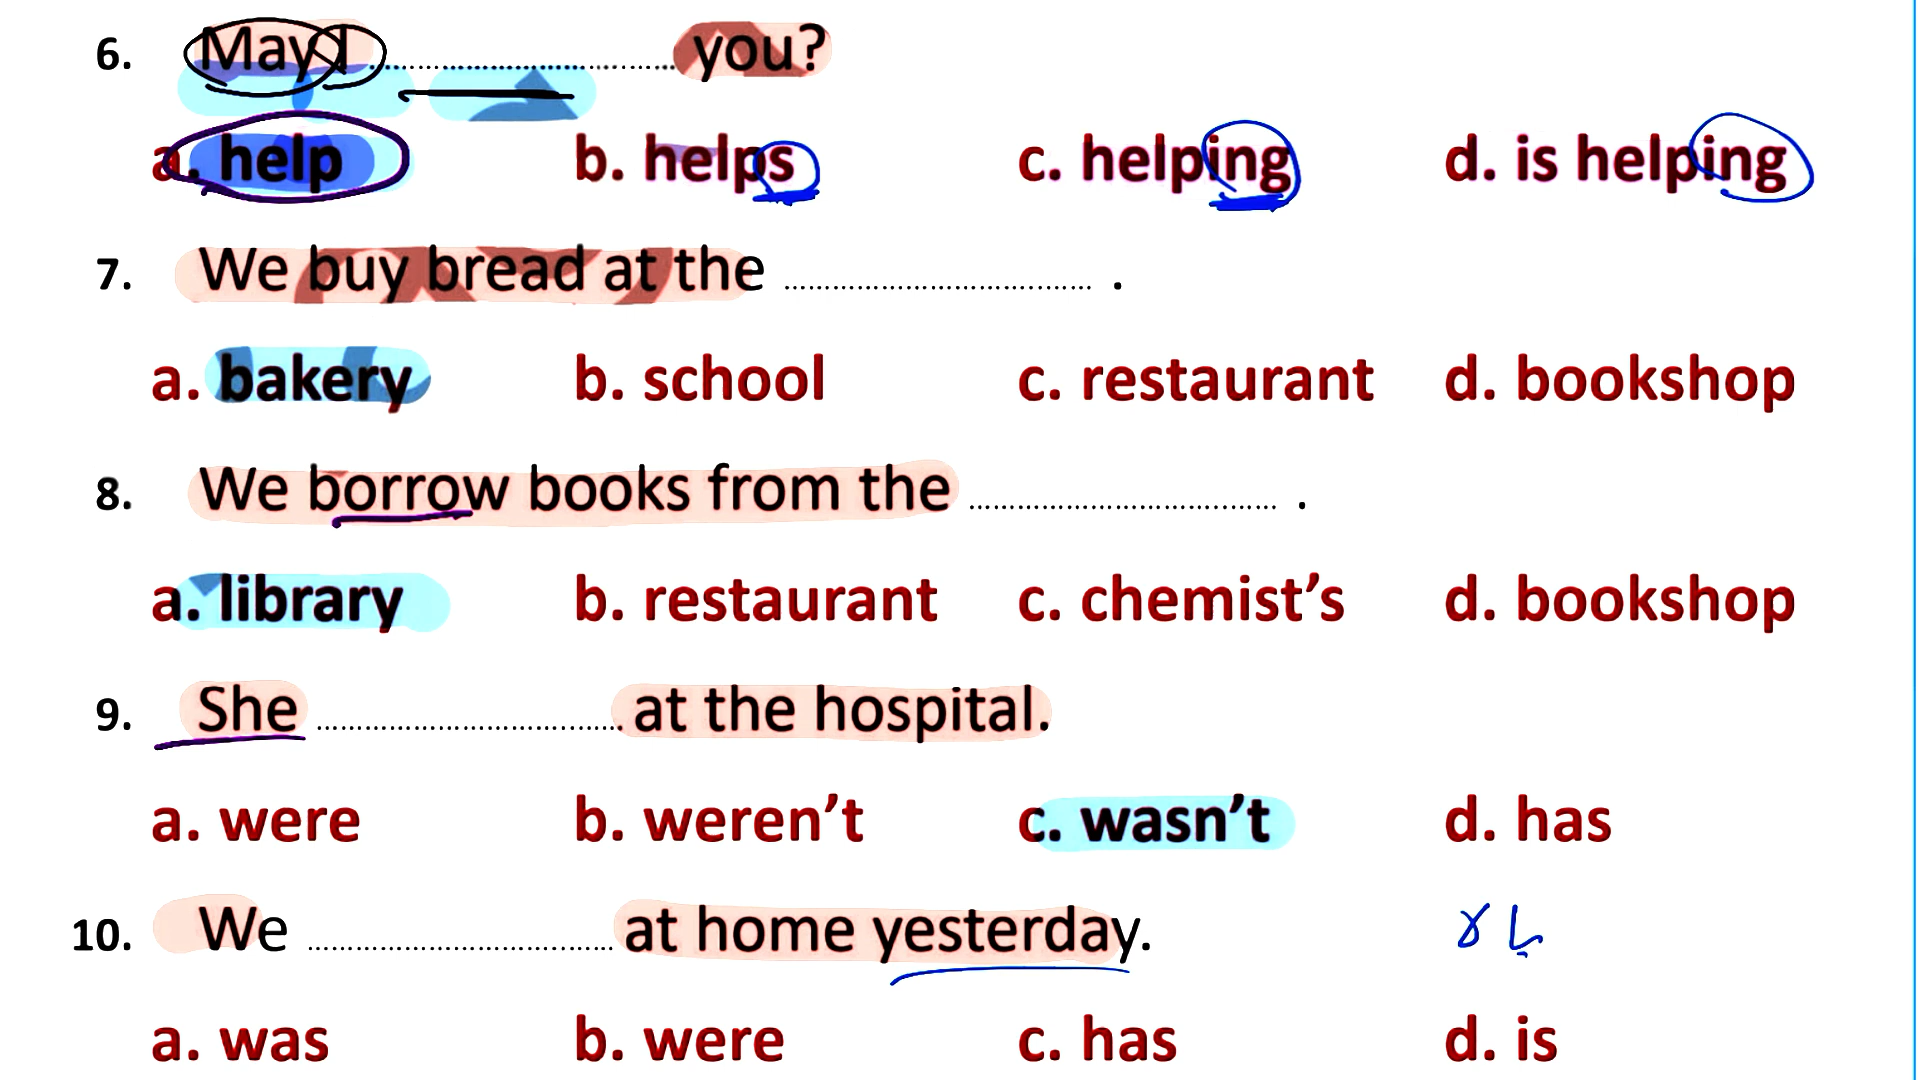 6. May I ........................................ you?
a. help b. helps c. helping d. is helping
7. We buy bread at the ........................................ .
a. bakery b. school c. restaurant d. bookshop
8. We borrow books from the ........................................ .
a. library b. restaurant c. chemist’s d. bookshop
9. She ........................................ at the hospital.
a. were b. weren’t c. wasn’t d. has
10. We ........................................ at home yesterday.
a. was b. were c. has d. is